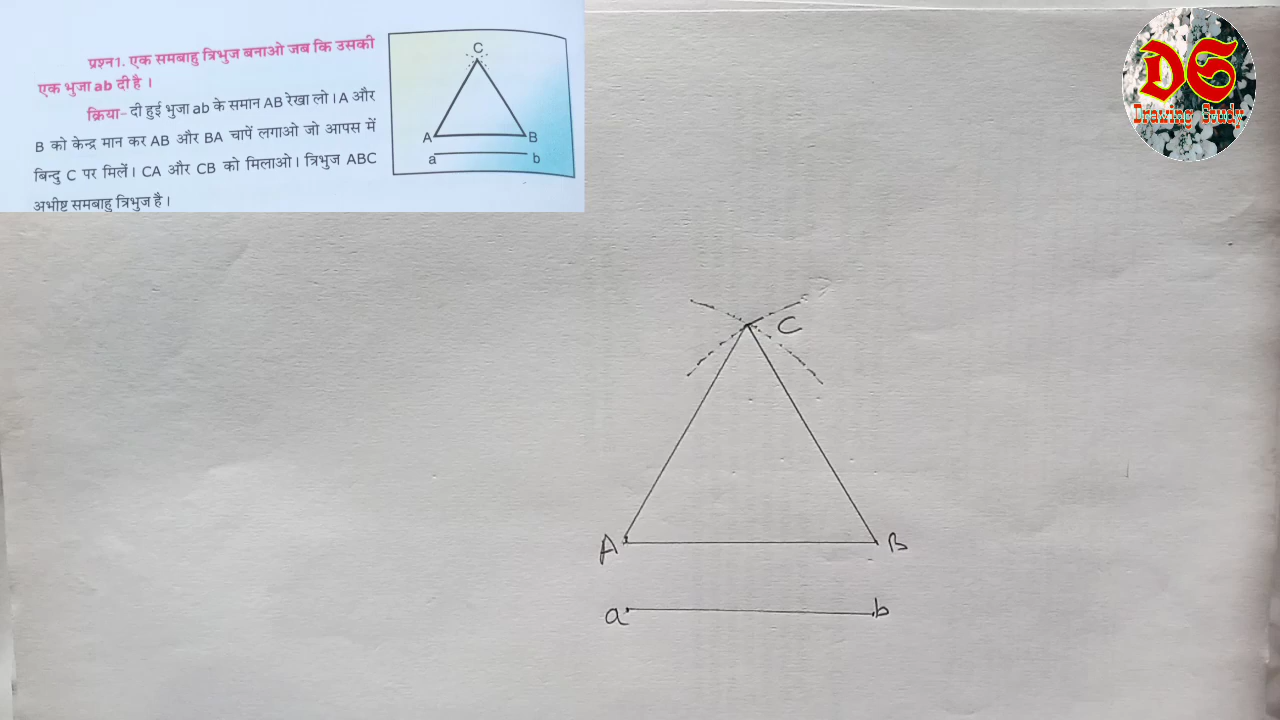 प्रश्न1. एक समबाहु त्रिभुज बनाओ जब कि उसकी
एक भुजा ab दी है ।
क्रिया- दी हुई भुजा ab के समान AB रेखा लो । A और
B को केन्द्र मान कर AB और BA चापें लगाओ जो आपस में
बिन्दु C पर मिलें। CA और CB को मिलाओ। त्रिभुज ABC
अभीष्ट समबाहु त्रिभुज है ।
C
A B
a b
DS
Drawing Study
C
A B
a b